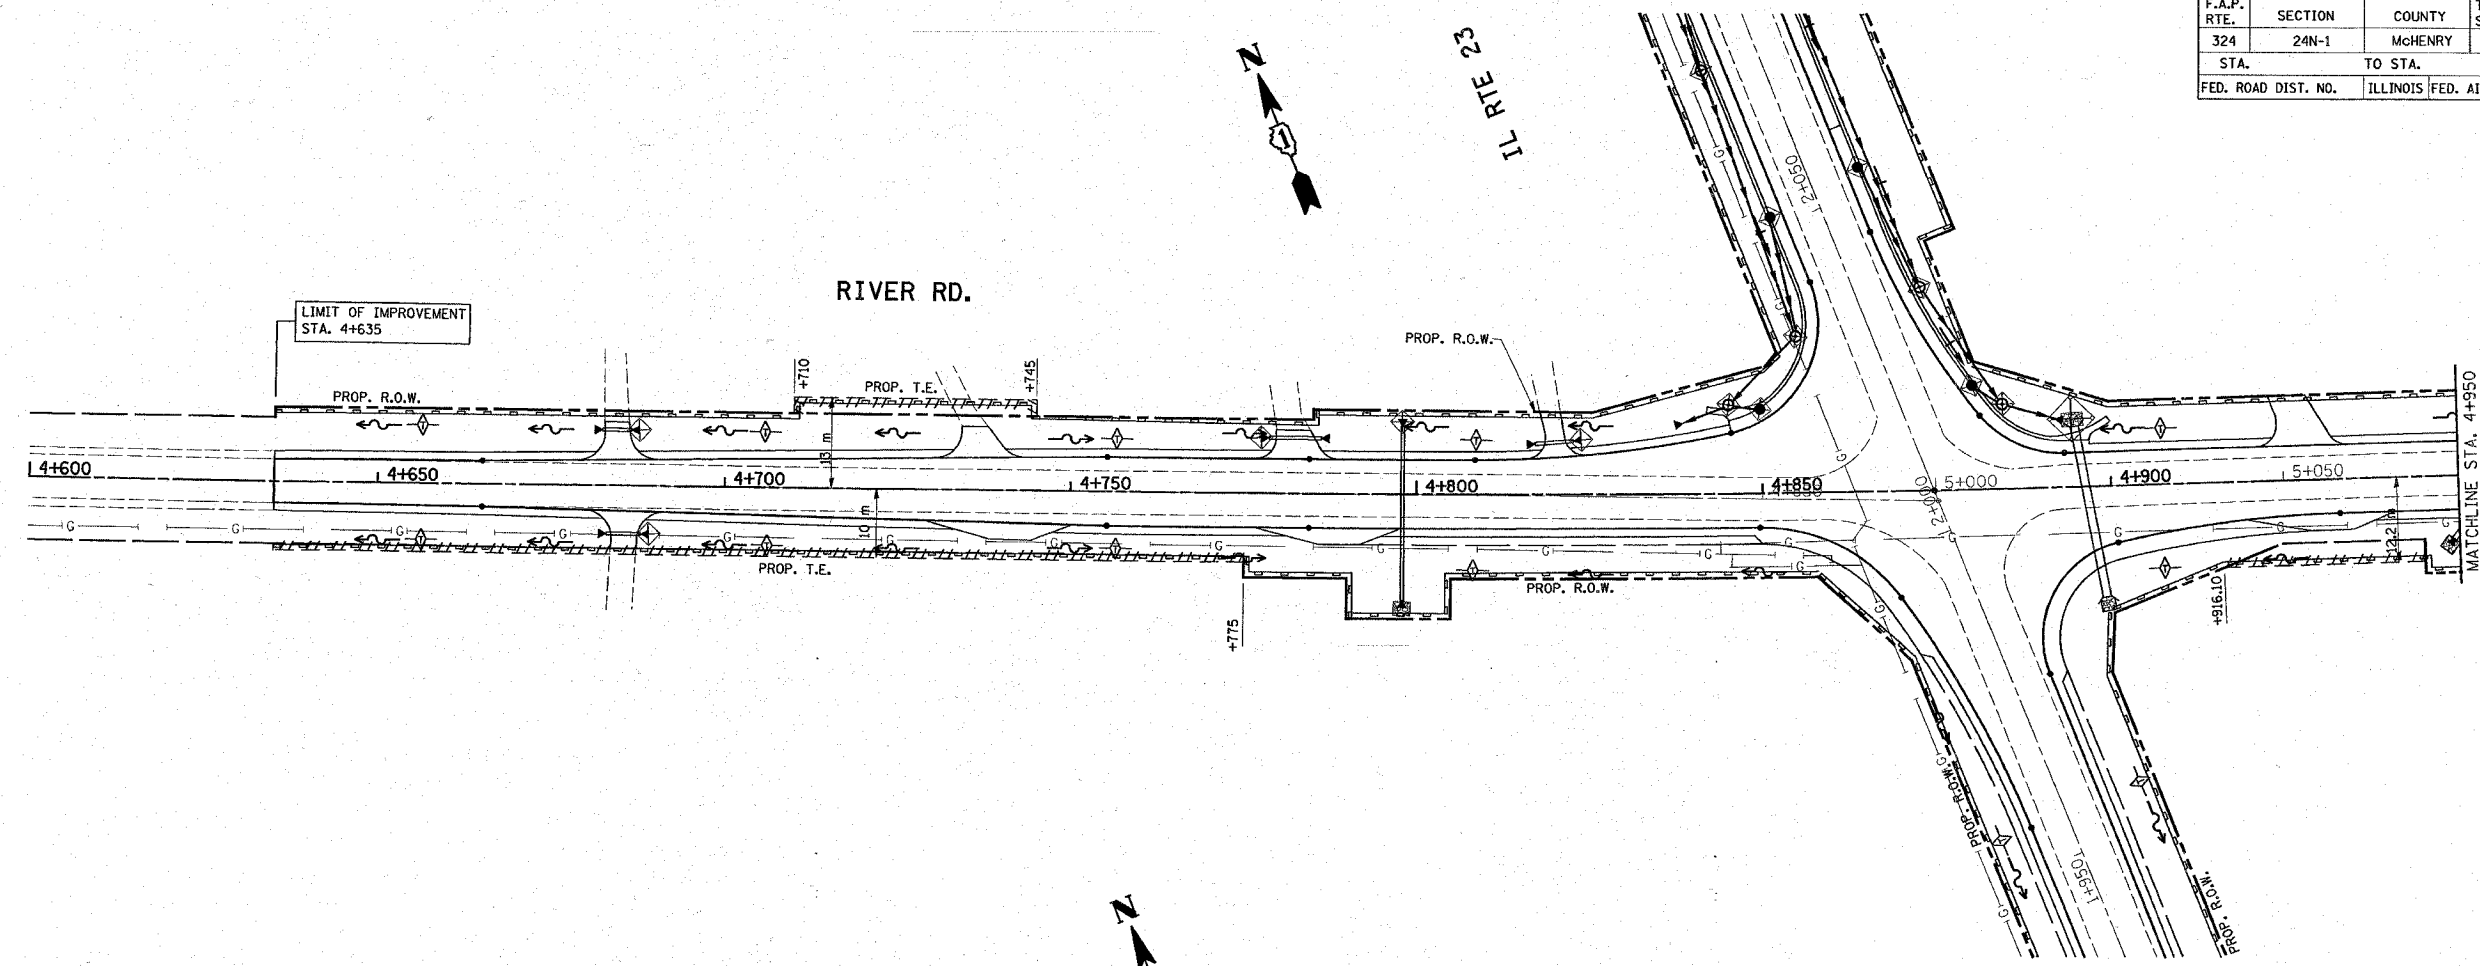 F.A.P.
RTE. SECTION COUNTY
324 24N-1 McHENRY
STA. TO STA.
FED. ROAD DIST. NO. ILLINOIS FED.
N
1
IL RTE 23
RIVER RD.
LIMIT OF IMPROVEMENT
STA. 4+635
PROP. R.O.W.
+710
PROP. T.E.
+745
PROP. R.O.W.
2+050
13 m
4+600
4+650
4+700
4+750
4+800
4+850
2+000
5+000
4+900
5+050
MATCHLINE STA. 4+950
10 m
12.2 m
PROP. T.E.
+775
PROP. R.O.W.
+916.10
PROP. R.O.W.
1+950
PROP. R.O.W.
N